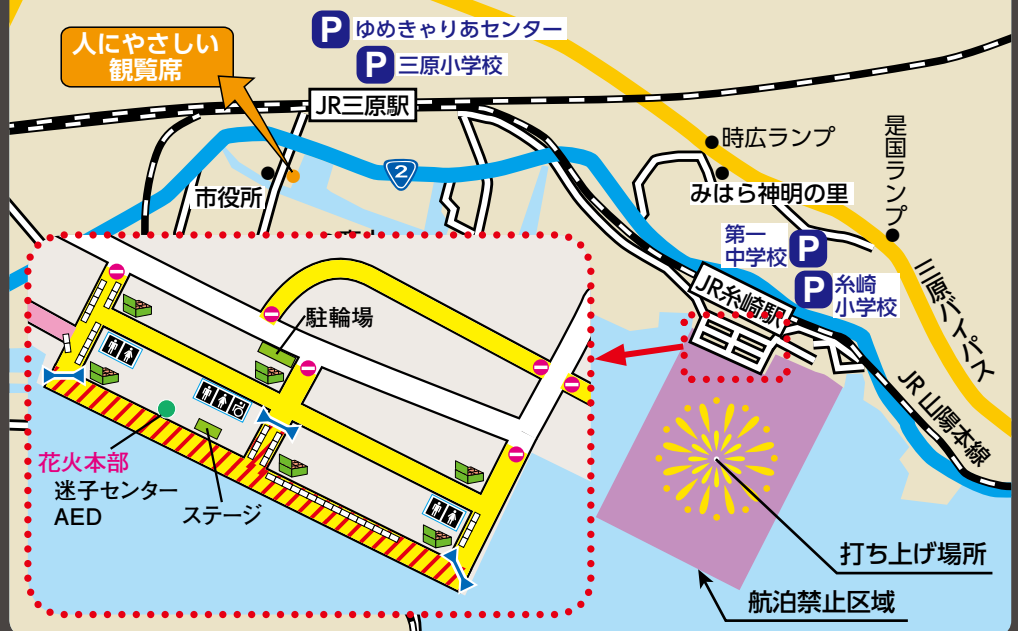 P ゆめきゃりあセンター
人にやさしい
観覧席
P 三原小学校
JR三原駅
時広ランプ
是国ランプ
2
みはら神明の里
市役所
第一
中学校 P
P 糸崎
小学校
JR糸崎駅
三原バイパス
駐輪場
JR山陽本線
花火本部
迷子センター
AED
ステージ
打ち上げ場所
航泊禁止区域